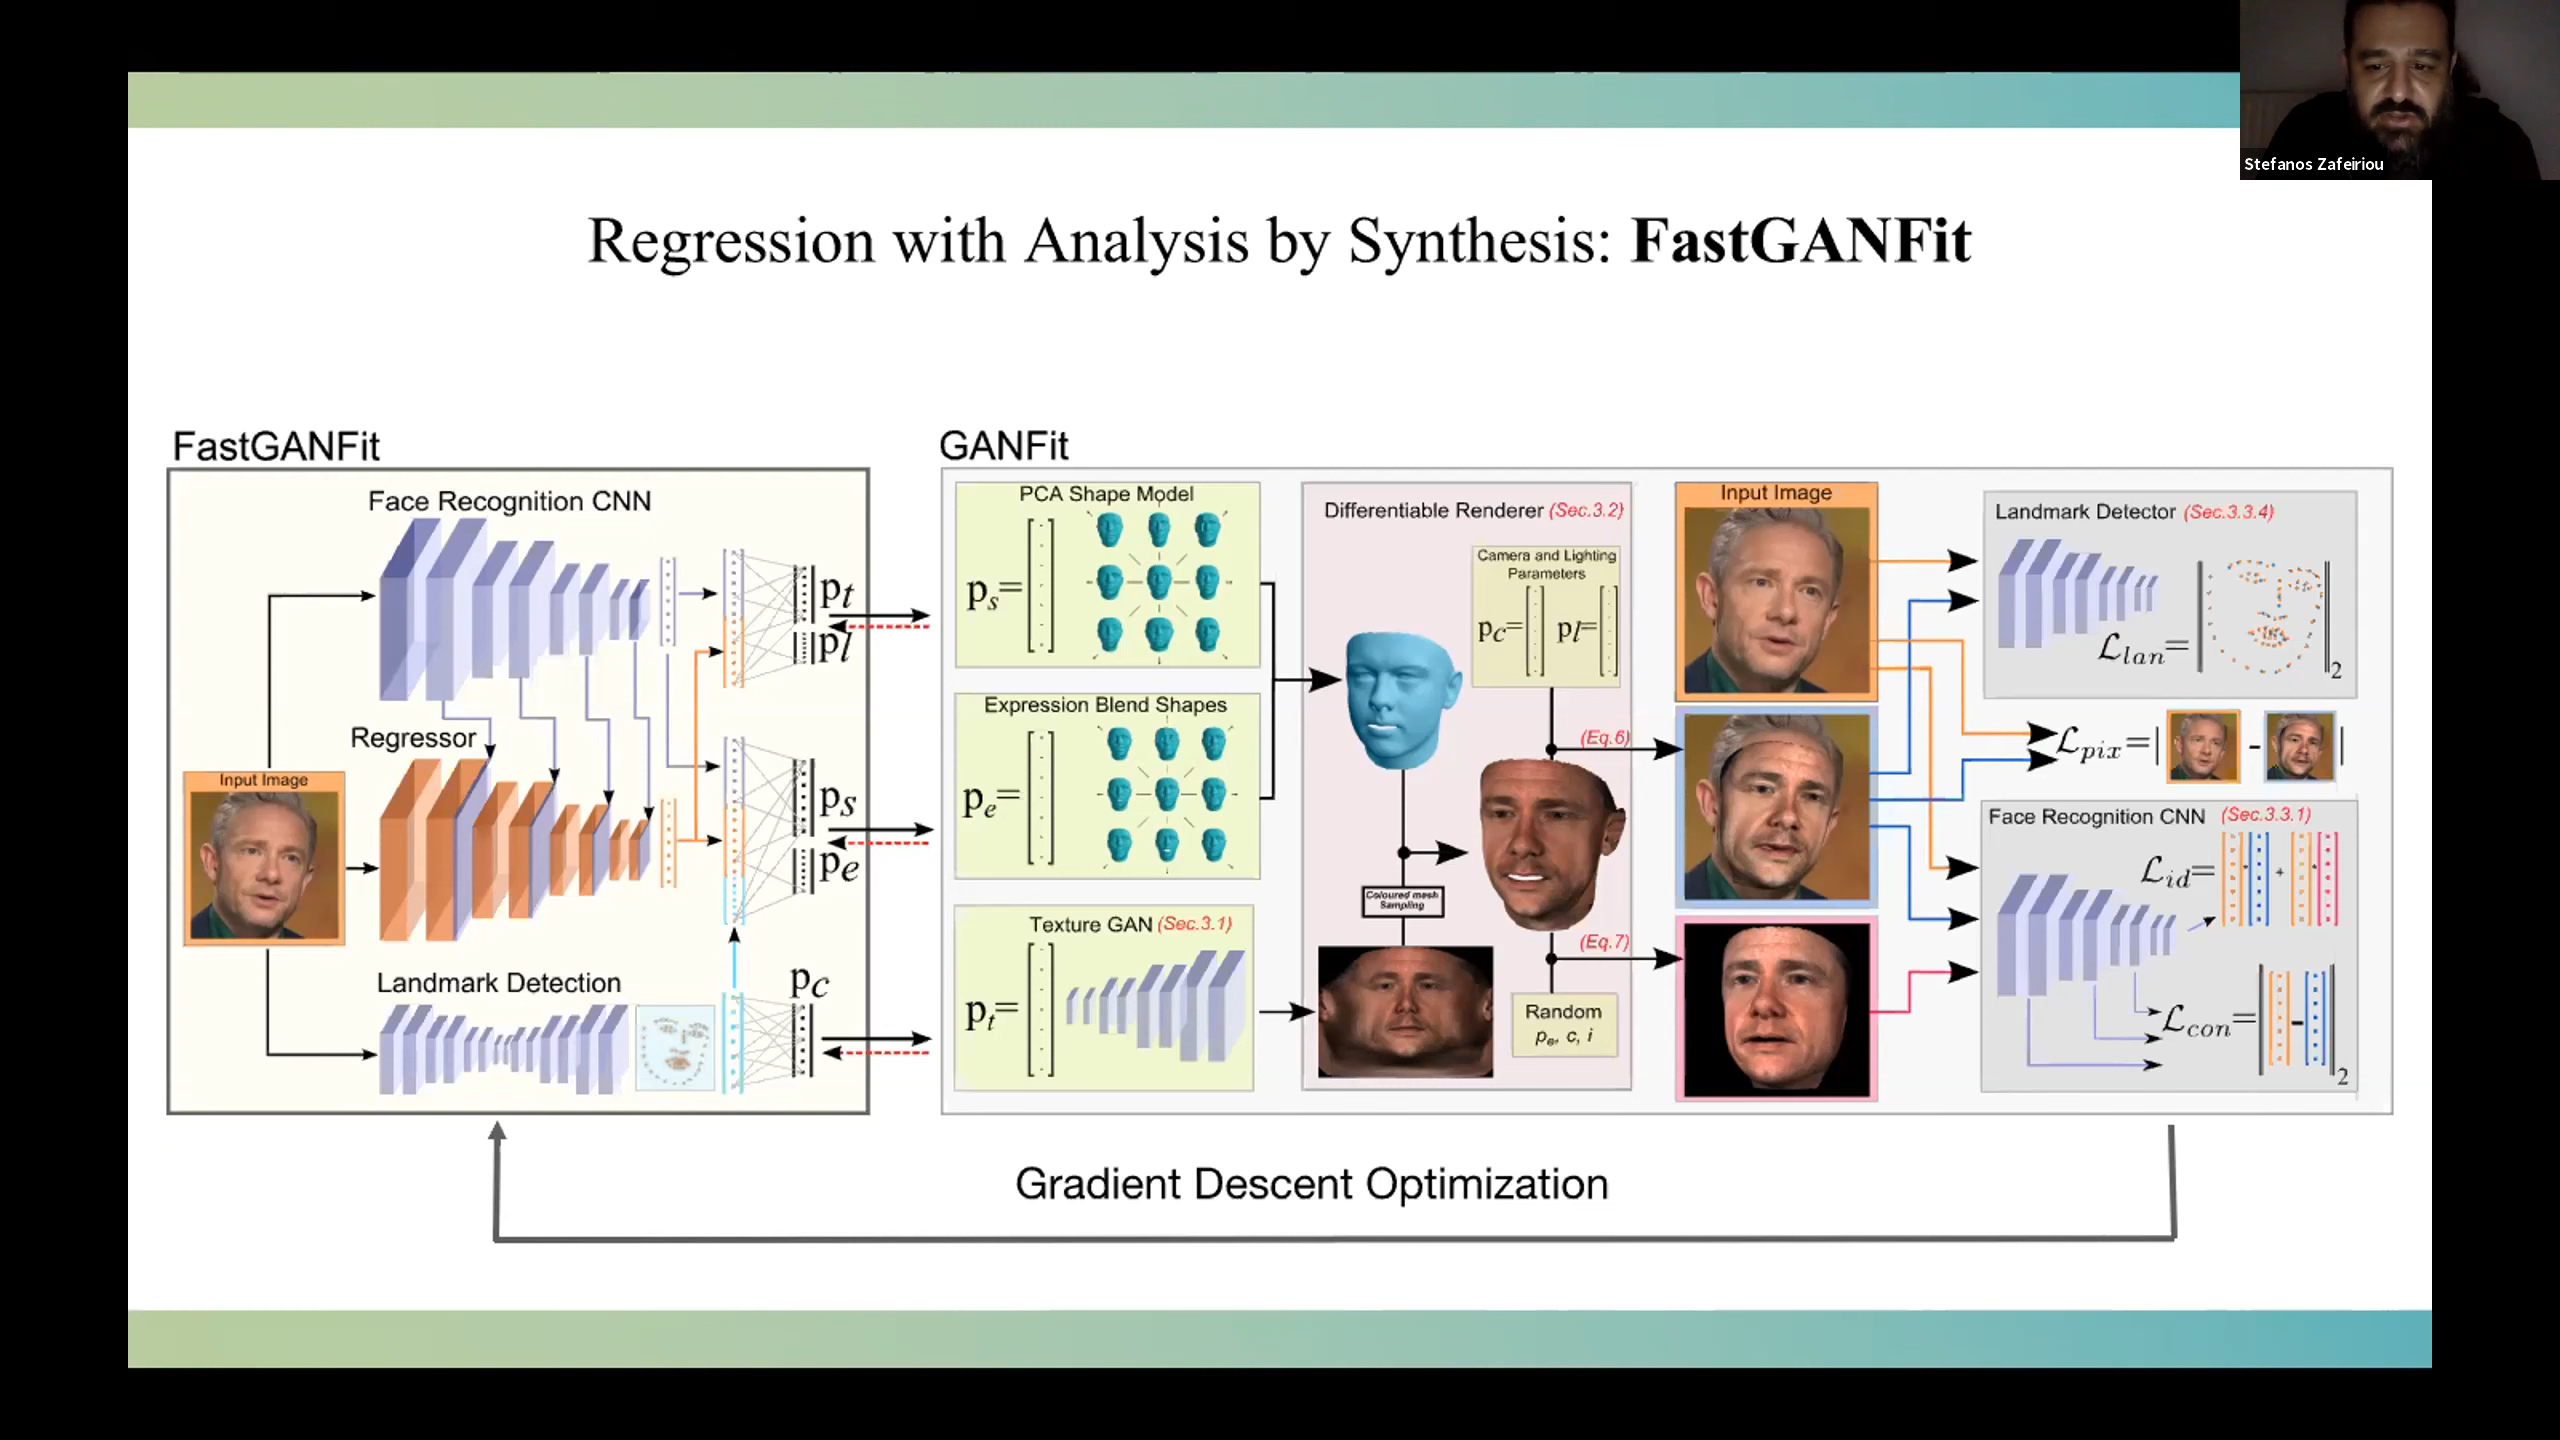 Stefanos Zafeiriou
Regression with Analysis by Synthesis: FastGANFit
FastGANFit
Face Recognition CNN
pt
pl
Regressor
Input Image
ps
pe
Landmark Detection
pc
GANFit
PCA Shape Model
ps=
Expression Blend Shapes
pe=
Texture GAN (Sec.3.1)
pt=
Differentiable Renderer (Sec.3.2)
Camera and Lighting
Parameters
pc= pl=
(Eq.6)
Coloured mesh
Sampling
(Eq.7)
Random
pe, c, i
Input Image
Landmark Detector (Sec.3.3.4)
Llan= 2
Lpix=| - |
Face Recognition CNN (Sec.3.3.1)
Lid= +
Lcon= - 2
Gradient Descent Optimization